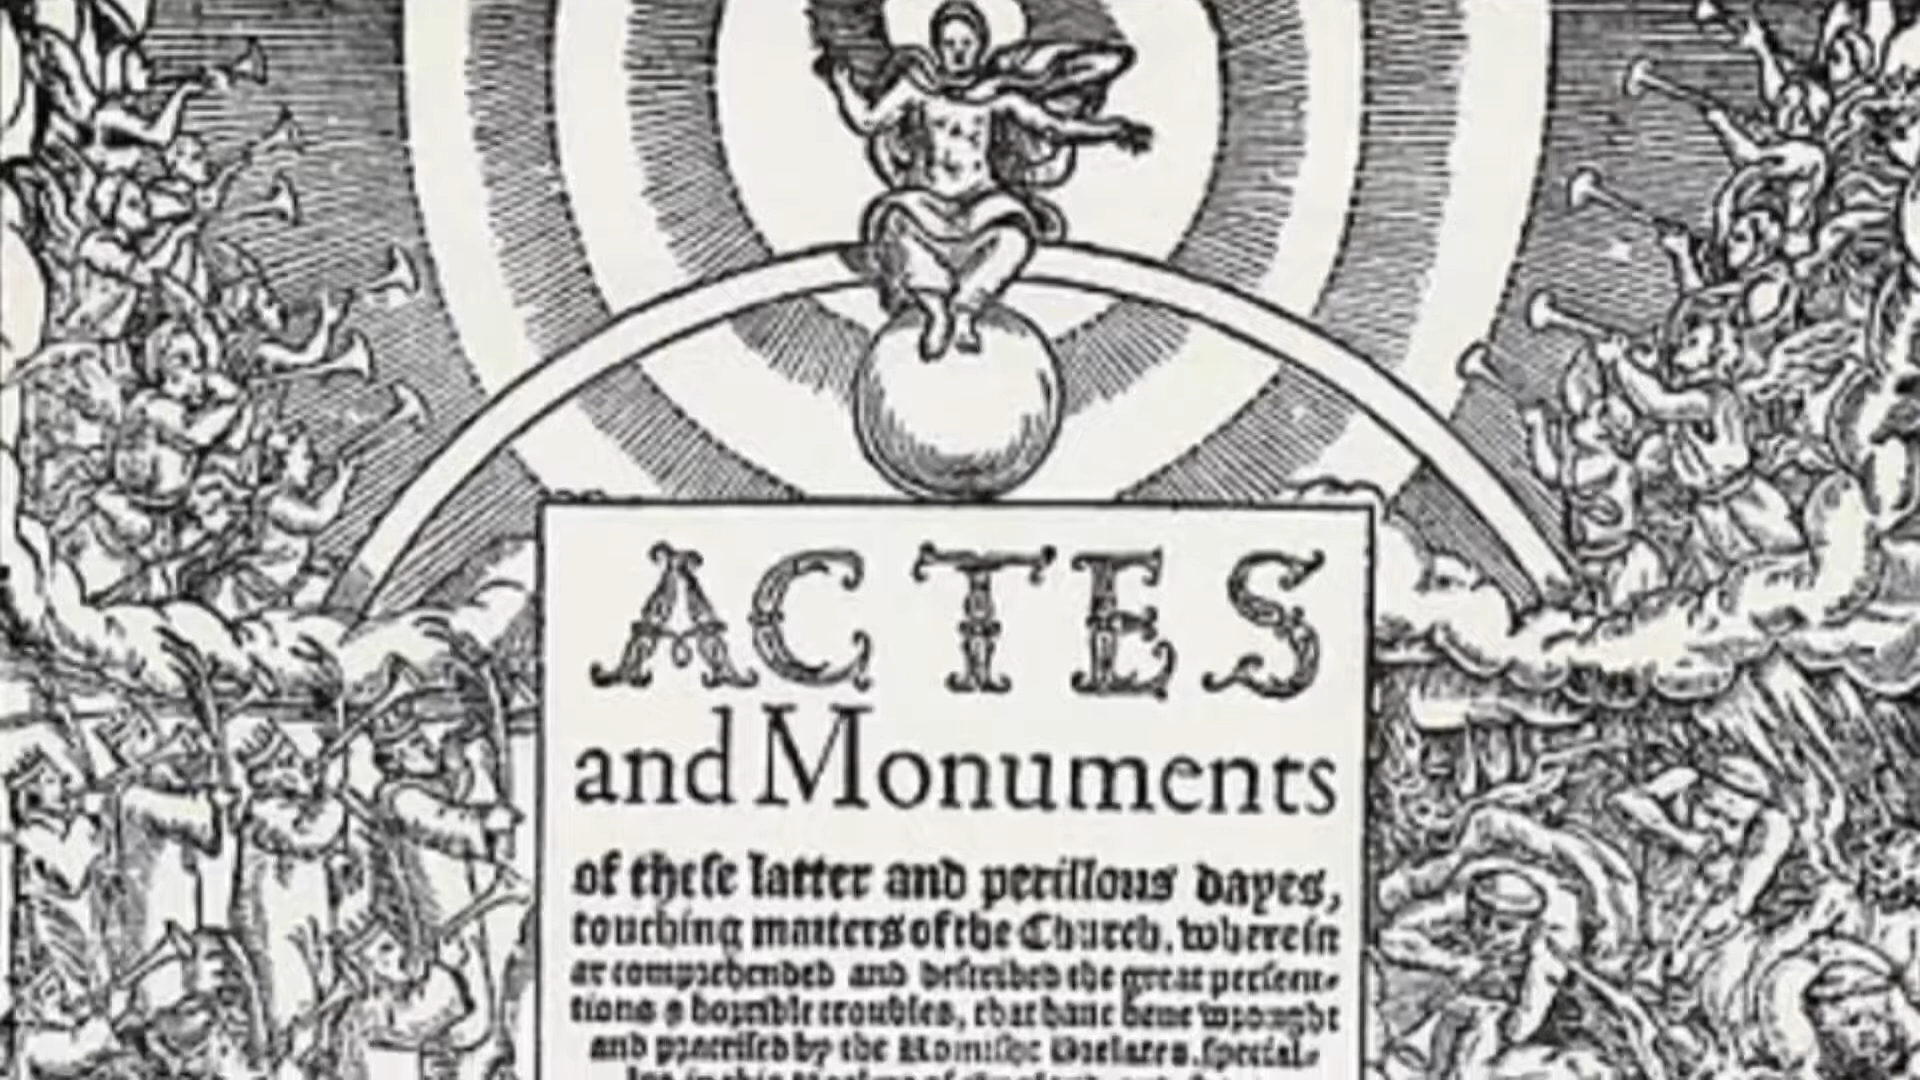 ACTES
and Monuments
of these latter and perillous dayes,
touching matters of the Church, wherein
ar comprehended and described the great persecu-
tions & horrible troubles, that haue bene wrought
and practised by the Romishe Prelates, special-